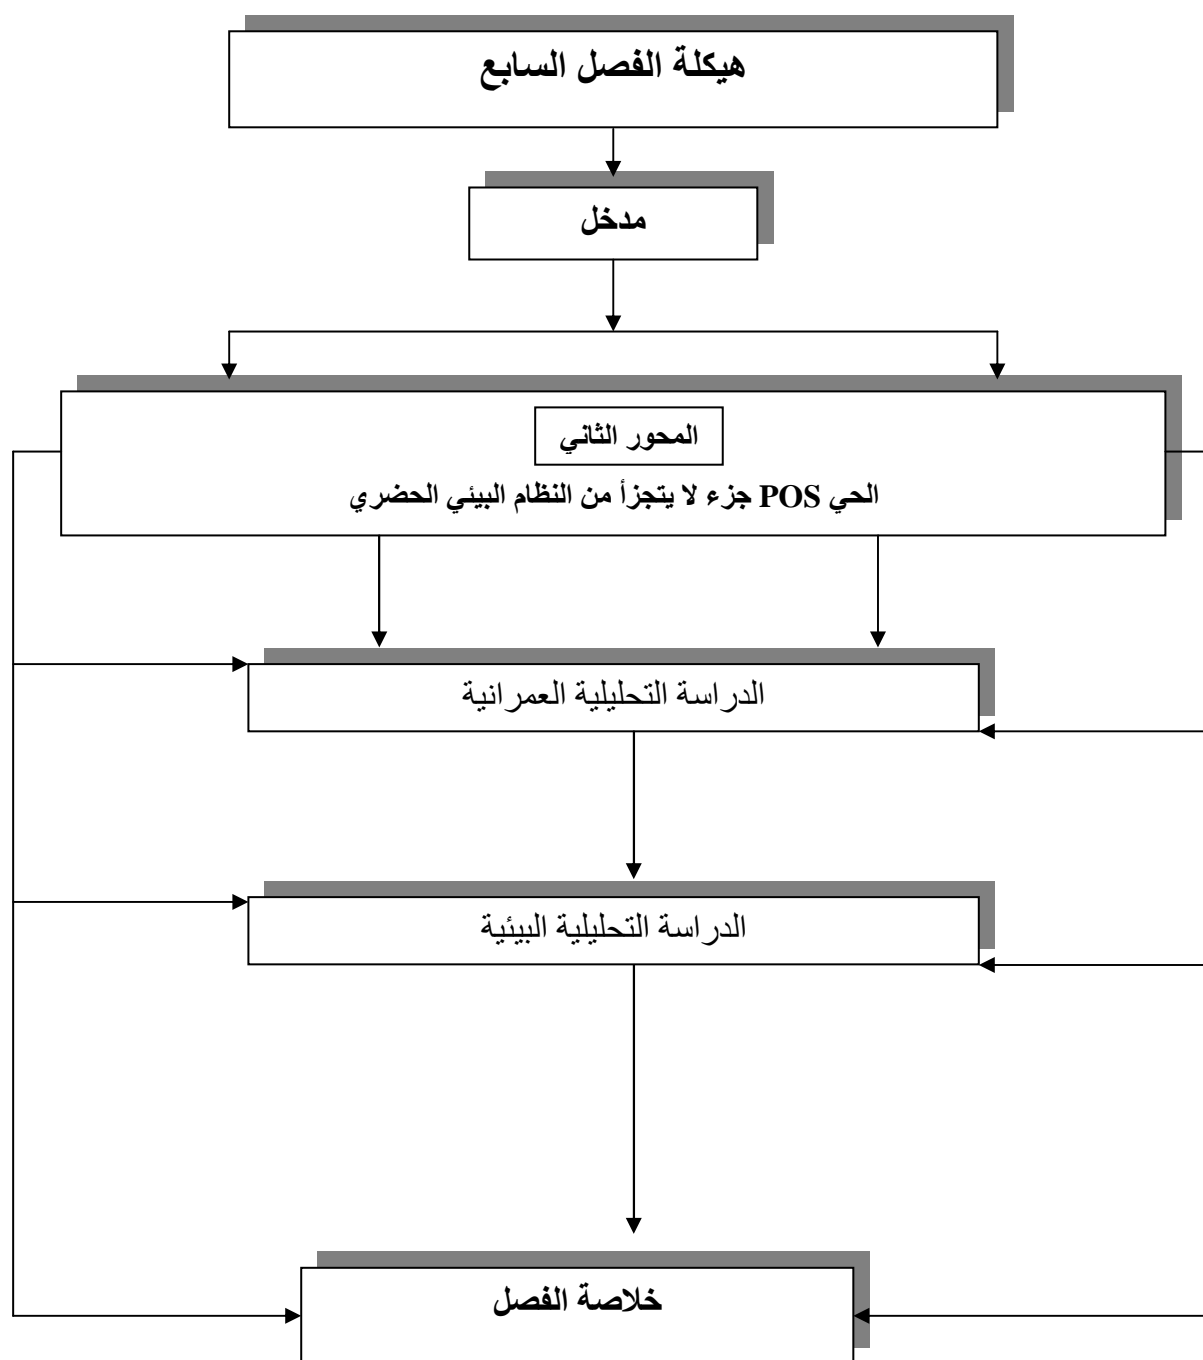 هيكلة الفصل السابع
مدخل
المحور الثاني
الحي POS جزء لا يتجزأ من النظام البيئي الحضري
الدراسة التحليلية العمرانية
الدراسة التحليلية البيئية
خلاصة الفصل